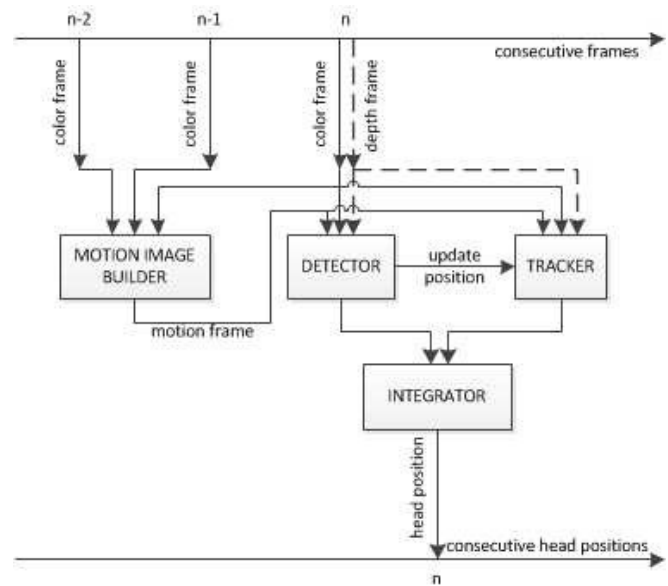 n-2
n-1
n
consecutive frames
color frame
color frame
color frame
depth frame
MOTION IMAGE
BUILDER
DETECTOR
update
position
TRACKER
motion frame
INTEGRATOR
head position
consecutive head positions
n